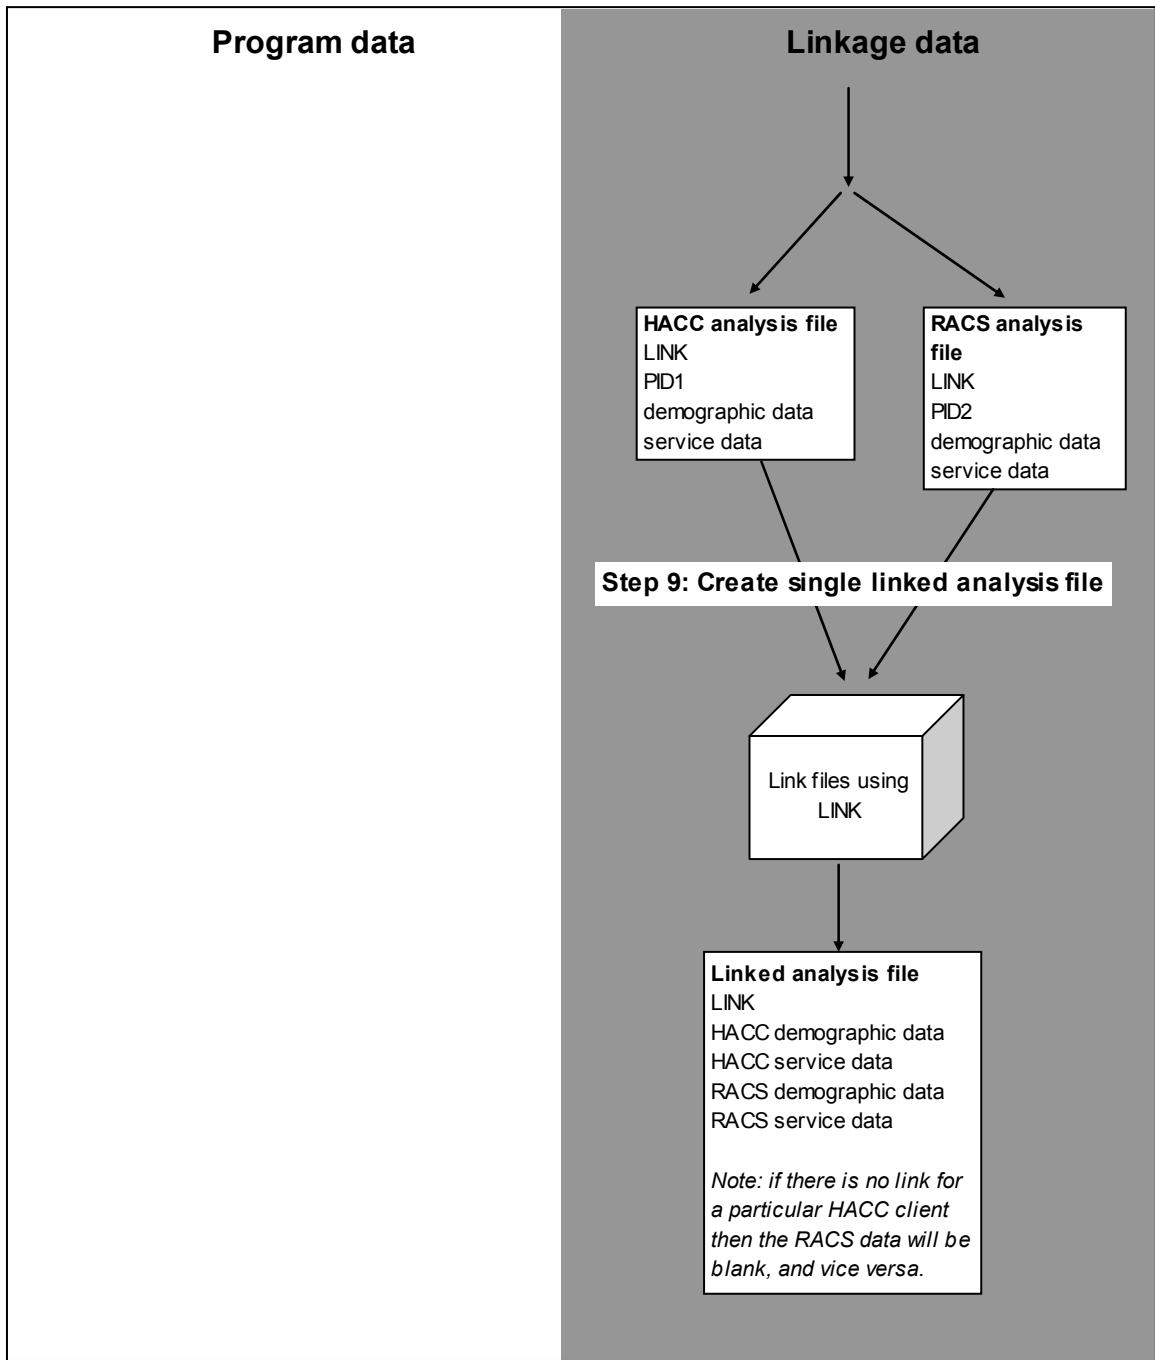 Program data
Linkage data
HACC analysis file
LINK
PID1
demographic data
service data
RACS analysis
file
LINK
PID2
demographic data
service data
Step 9: Create single linked analysis file
Link files using
LINK
Linked analysis file
LINK
HACC demographic data
HACC service data
RACS demographic data
RACS service data
Note: if there is no link for
a particular HACC client
then the RACS data will be
blank, and vice versa.